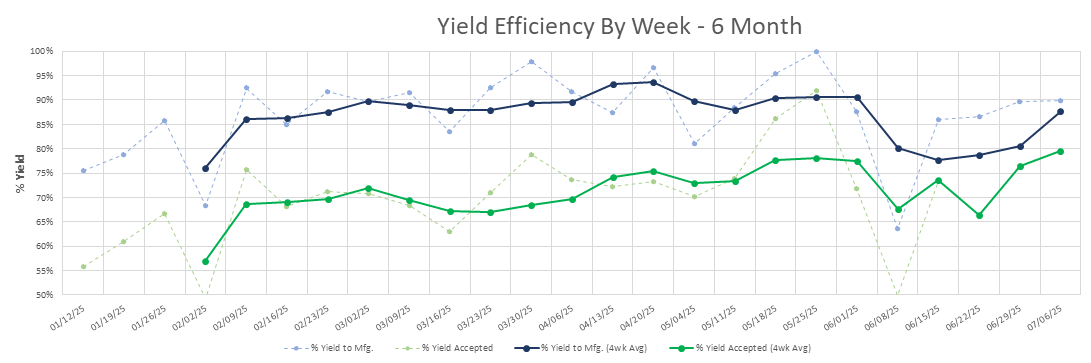 Yield Efficiency By Week - 6 Month
100%
95%
90%
85%
80%
75%
70%
65%
60%
55%
50%
% Yield
01/12/25 01/19/25 01/26/25 02/02/25 02/09/25 02/16/25 02/23/25 03/02/25 03/09/25 03/16/25 03/23/25 03/30/25 04/06/25 04/13/25 04/20/25 05/04/25 05/11/25 05/18/25 05/25/25 06/01/25 06/08/25 06/15/25 06/22/25 06/29/25 07/06/25
% Yield to Mfg. % Yield Accepted % Yield to Mfg. (4wk Avg) % Yield Accepted (4wk Avg)